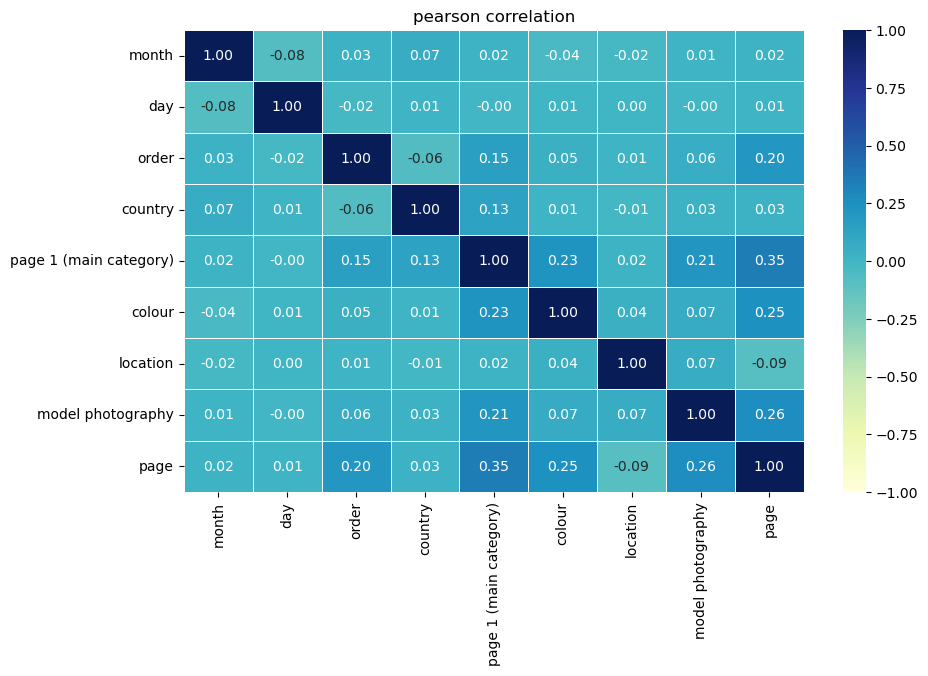 pearson correlation
month 1.00 -0.08 0.03 0.07 0.02 -0.04 -0.02 0.01 0.02
day -0.08 1.00 -0.02 0.01 -0.00 0.01 0.00 -0.00 0.01
order 0.03 -0.02 1.00 -0.06 0.15 0.05 0.01 0.06 0.20
country 0.07 0.01 -0.06 1.00 0.13 0.01 -0.01 0.03 0.03
page 1 (main category) 0.02 -0.00 0.15 0.13 1.00 0.23 0.02 0.21 0.35
colour -0.04 0.01 0.05 0.01 0.23 1.00 0.04 0.07 0.25
location -0.02 0.00 0.01 -0.01 0.02 0.04 1.00 0.07 -0.09
model photography 0.01 -0.00 0.06 0.03 0.21 0.07 0.07 1.00 0.26
page 0.02 0.01 0.20 0.03 0.35 0.25 -0.09 0.26 1.00
month
day
order
country
page 1 (main category)
colour
location
model photography
page
1.00
0.75
0.50
0.25
0.00
−0.25
−0.50
−0.75
−1.00